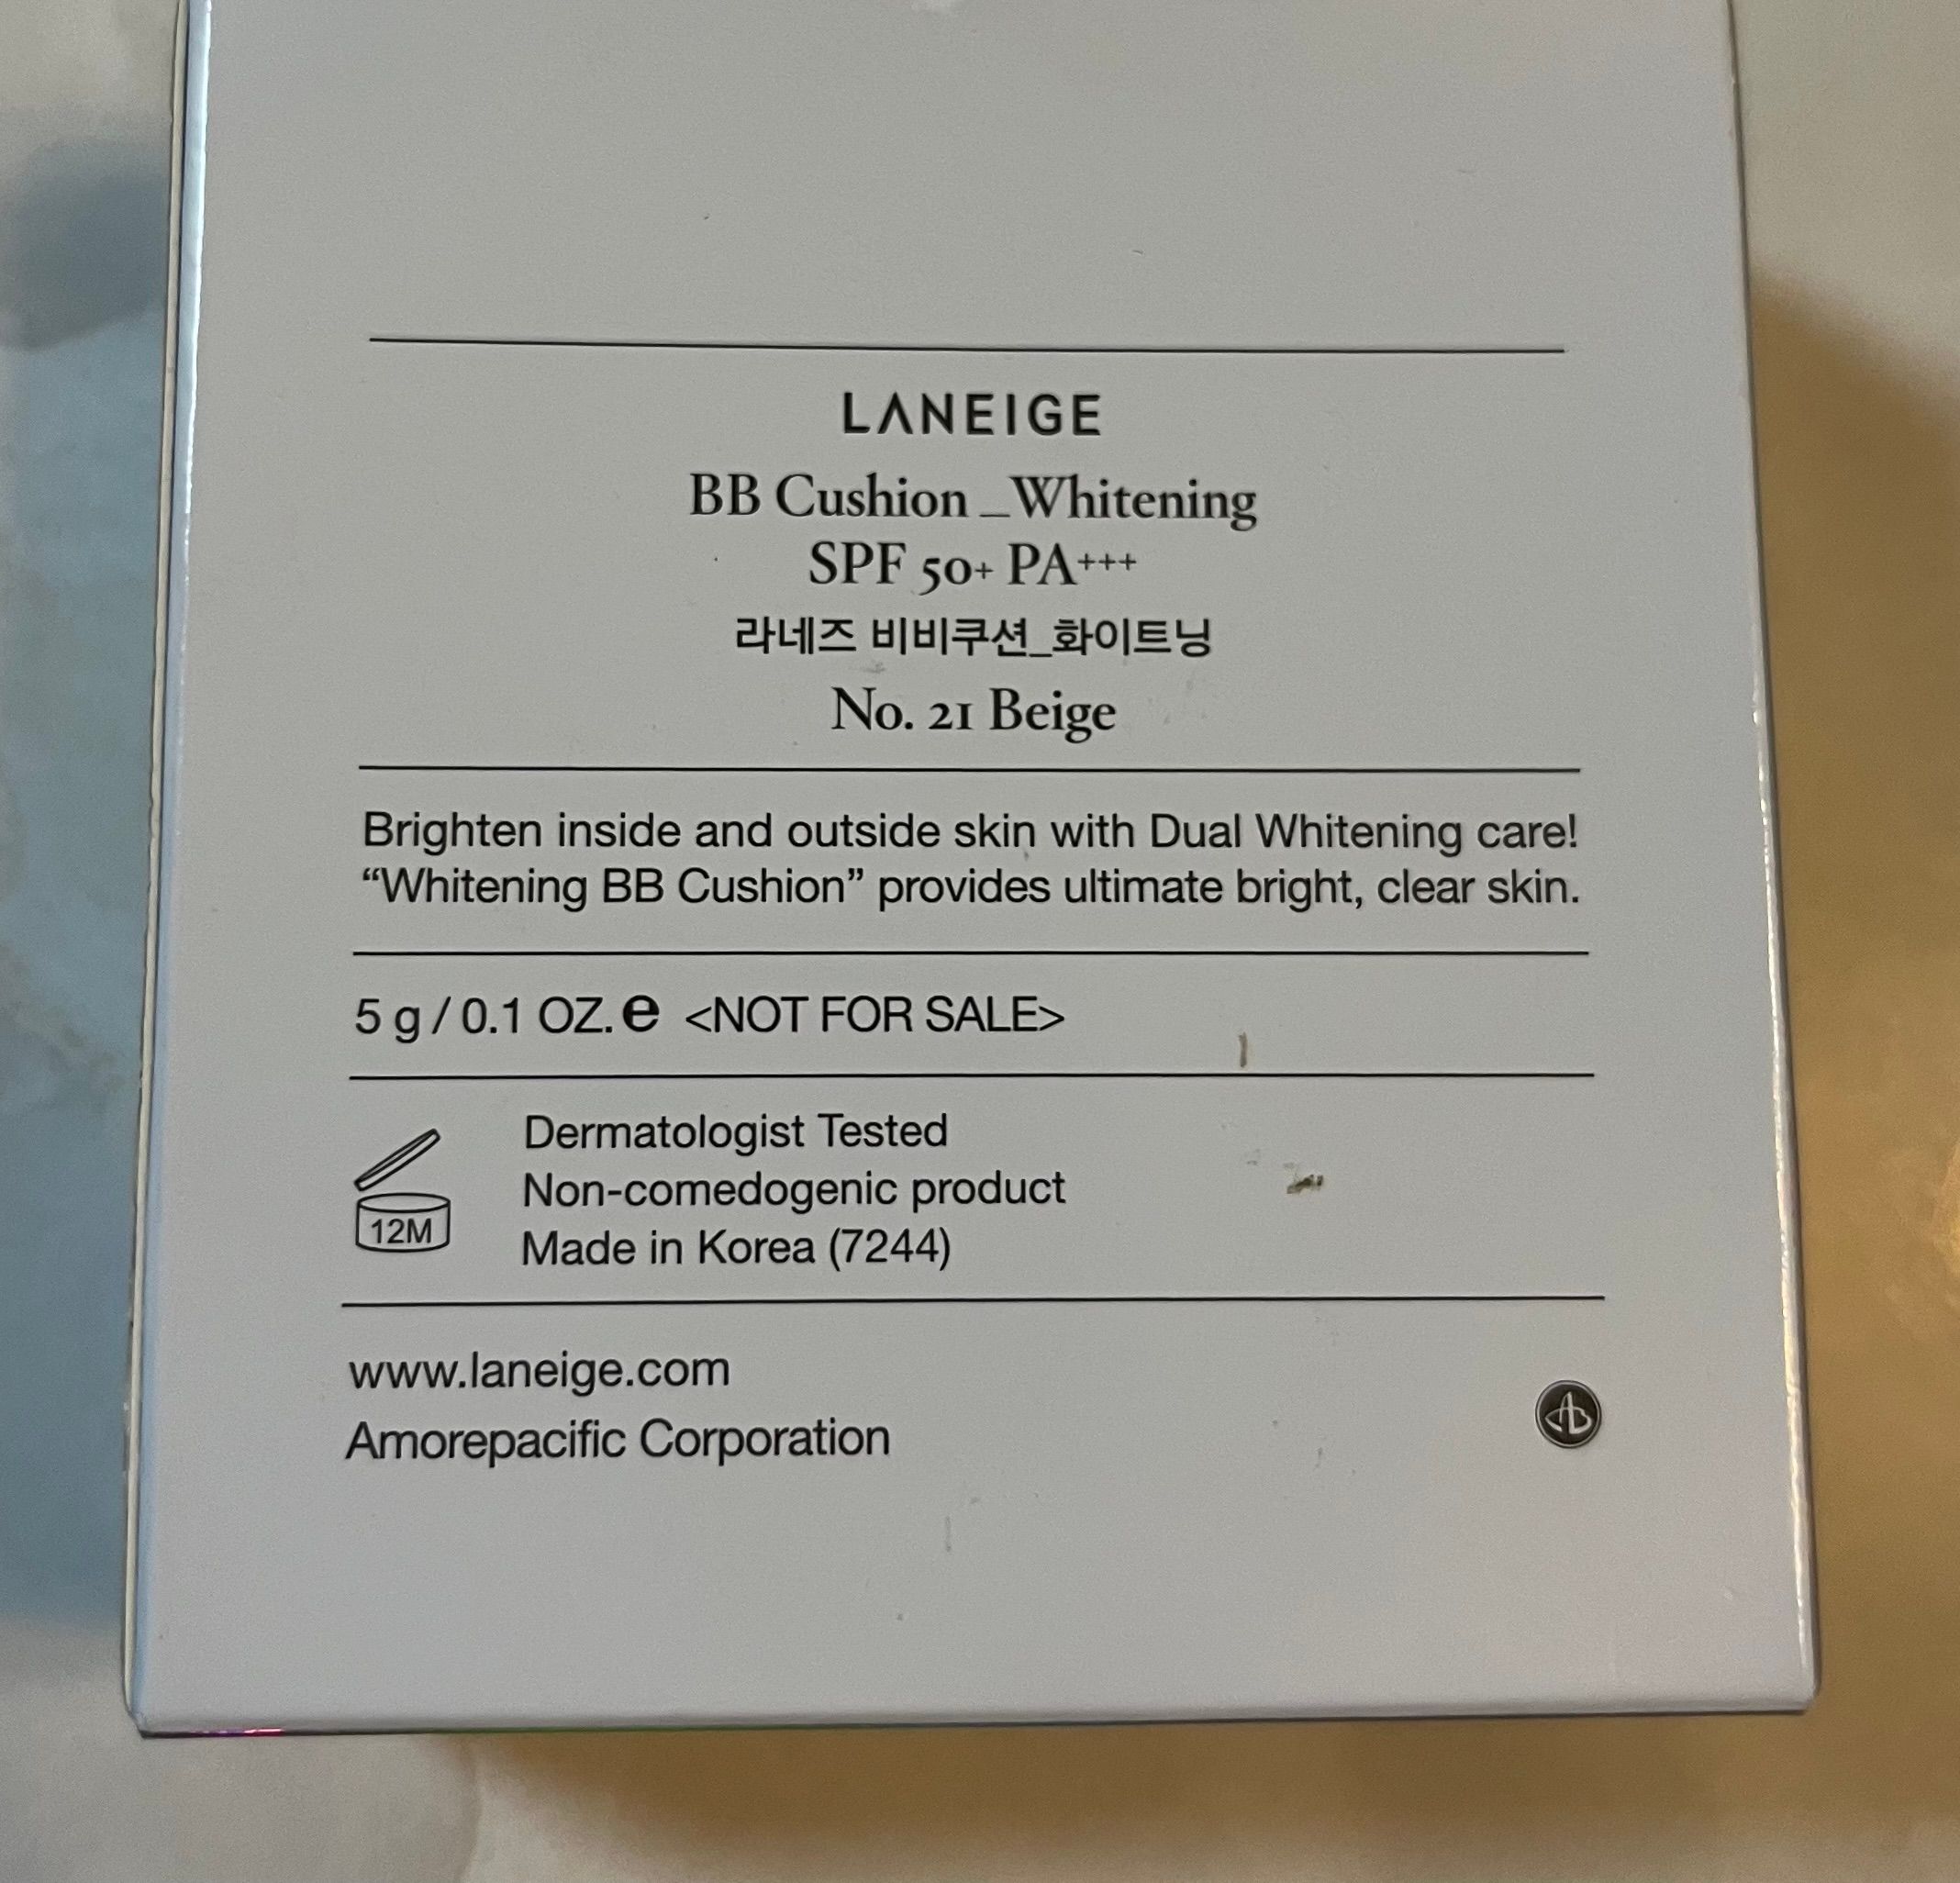 LANEIGE
BB Cushion _Whitening
SPF 50+ PA+++
라네즈 비비쿠션_화이트닝
No. 21 Beige
Brighten inside and outside skin with Dual Whitening care!
“Whitening BB Cushion” provides ultimate bright, clear skin.
5 g / 0.1 OZ. e <NOT FOR SALE>
Dermatologist Tested
Non-comedogenic product
12M
Made in Korea (7244)
www.laneige.com
Amorepacific Corporation